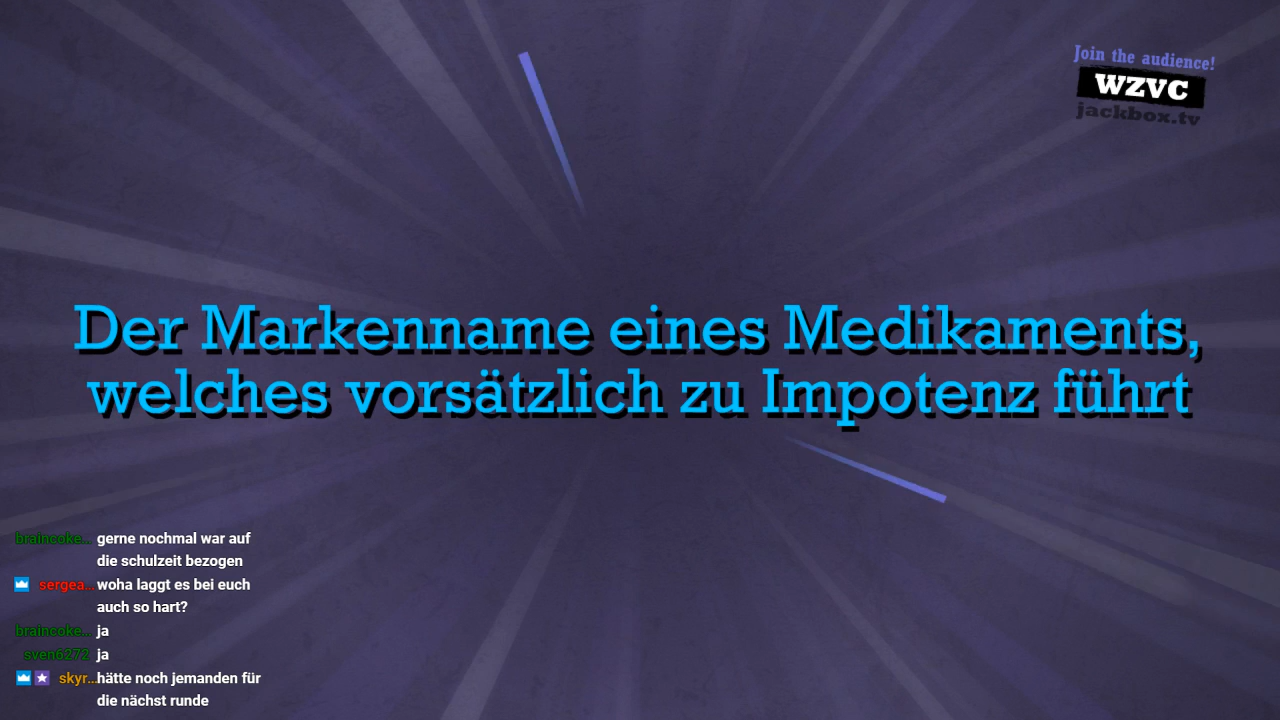 Join the audience!
WZVC
jackbox.tv
Der Markenname eines Medikaments,
welches vorsätzlich zu Impotenz führt
braincoke... gerne nochmal war auf
die schulzeit bezogen
sergea... woha laggt es bei euch
auch so hart?
braincoke... ja
sven6272 ja
skyr... hätte noch jemanden für
die nächst runde